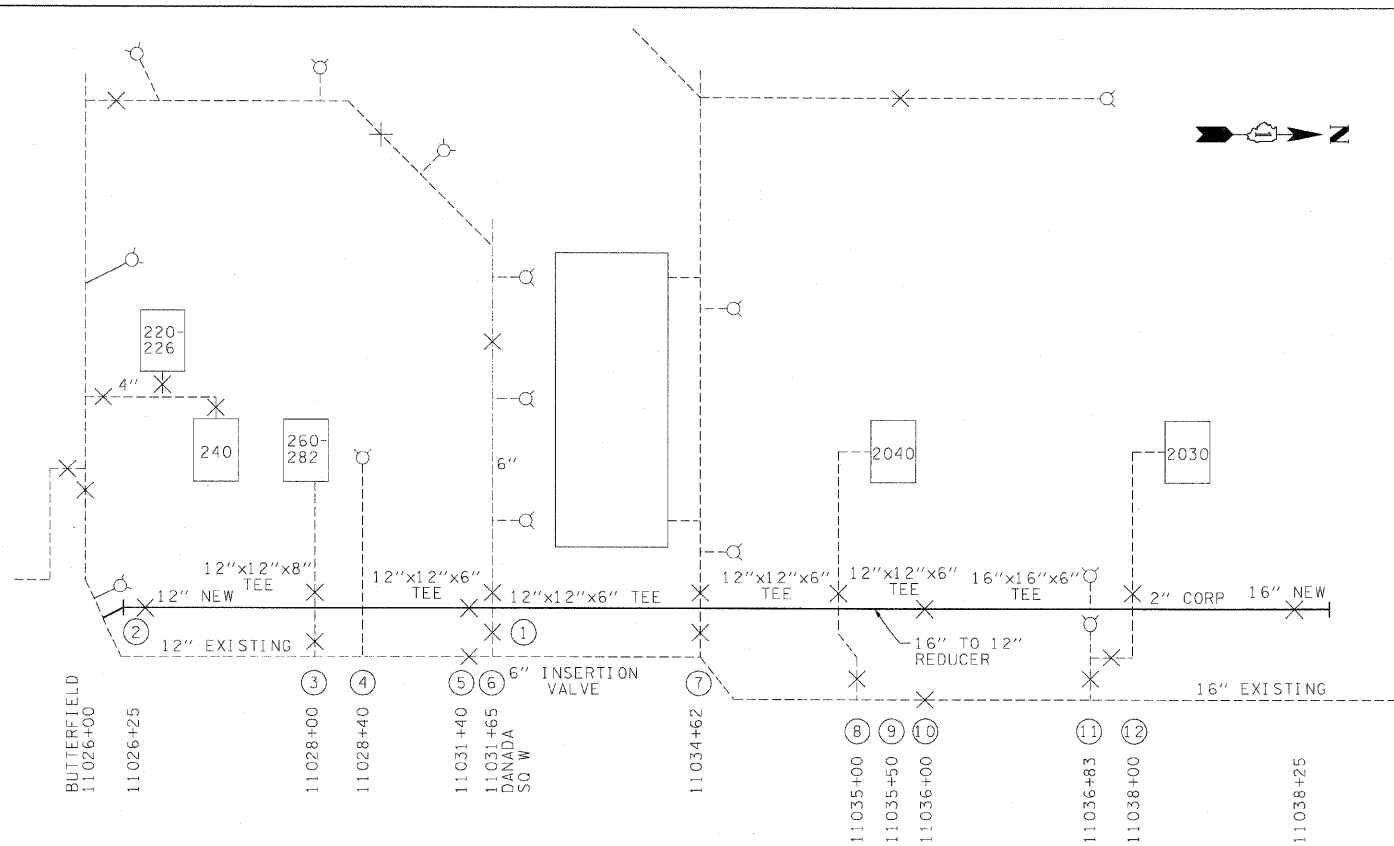 N
220-
226
4"
240
260-
282
6"
2040
2030
12"x12"x8"
TEE
12"x12"x6"
TEE
12"x12"x6" TEE
12"x12"x6"
TEE
12"x12"x6"
TEE
16"x16"x6"
TEE
2" CORP
16" NEW
12" NEW
2
1
12" EXISTING
16" TO 12"
REDUCER
6" INSERTION
VALVE
16" EXISTING
3
4
5
6
7
8
9
10
11
12
BUTTERFIELD
11026+00
11026+25
11028+00
11028+40
11031+40
11031+65
DANADA
SQ W
11034+62
11035+00
11035+50
11036+00
11036+83
11038+00
11038+25